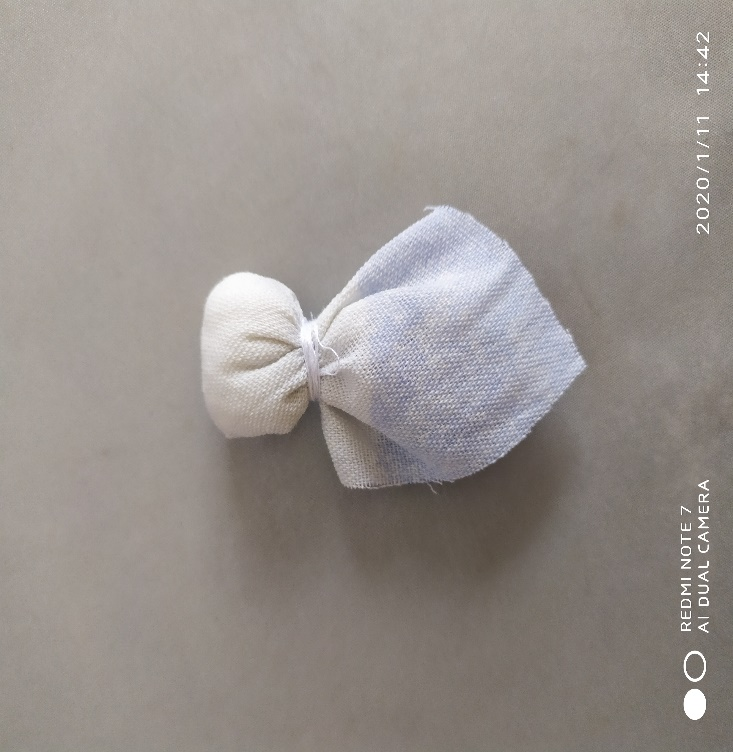 REDMI NOTE 7
AI DUAL CAMERA
2020/1/11 14:42